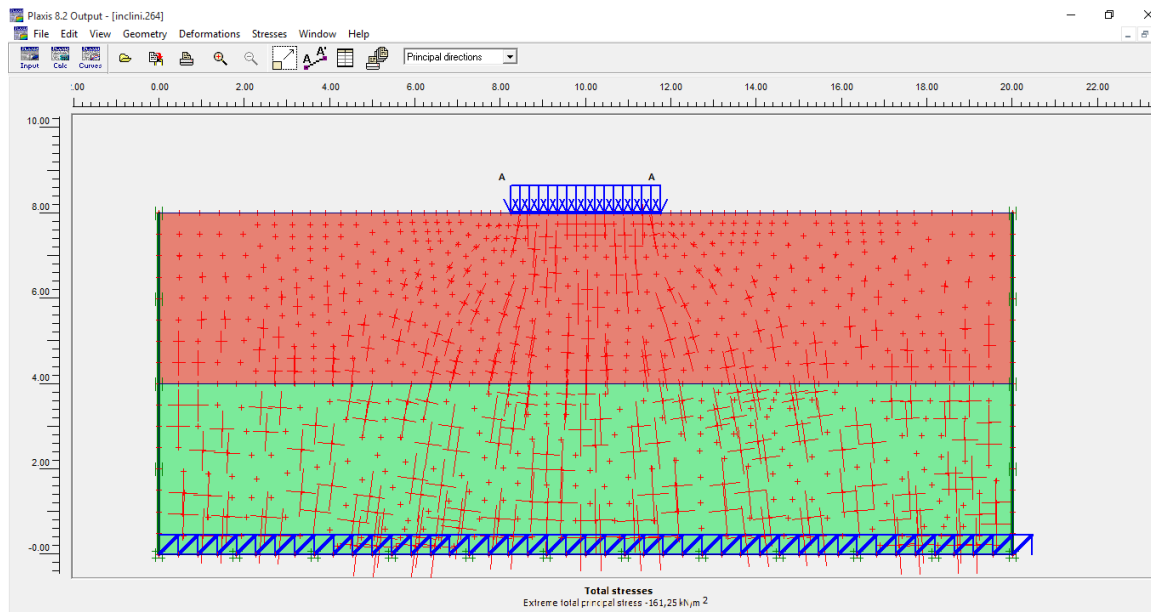 Plaxis 8.2 Output - [inclini.264]
File Edit View Geometry Deformations Stresses Window Help
Input Calc Curves A A' Principal directions
:.00 0.00 2.00 4.00 6.00 8.00 10.00 12.00 14.00 16.00 18.00 20.00 22.00
10.00
A A
8.00
6.00
4.00
2.00
-0.00
Total stresses
Extreme total principal stress -161,25 kN/m 2